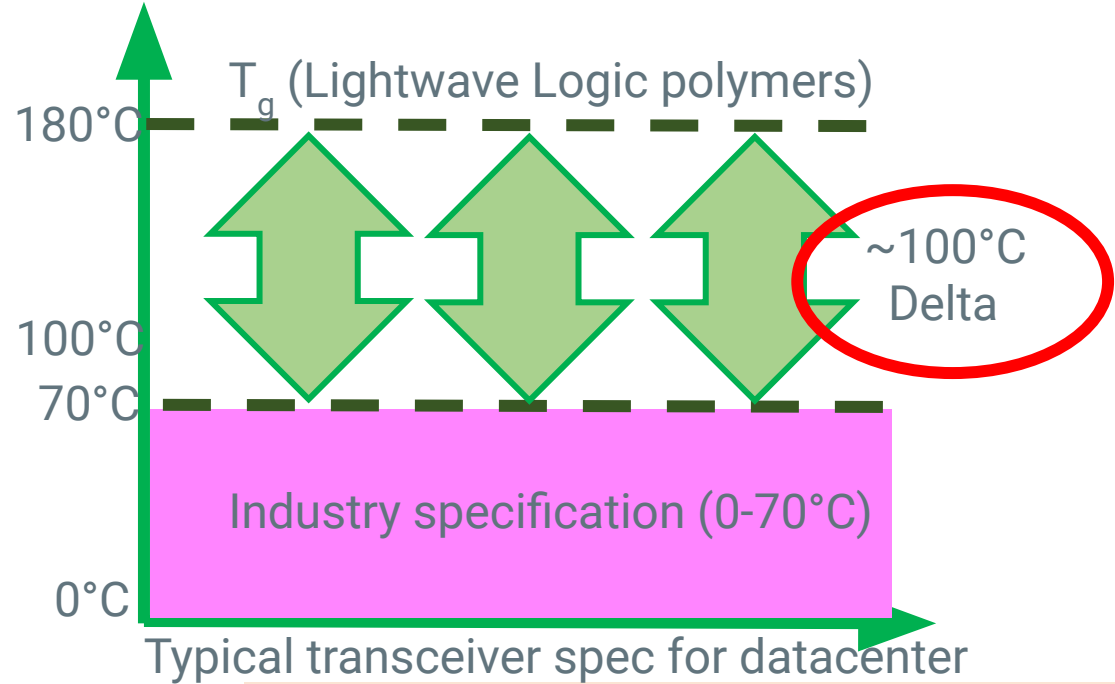 Tg (Lightwave Logic polymers)
180°C
~100°C
Delta
100°C
70°C
Industry specification (0-70°C)
0°C
Typical transceiver spec for datacenter